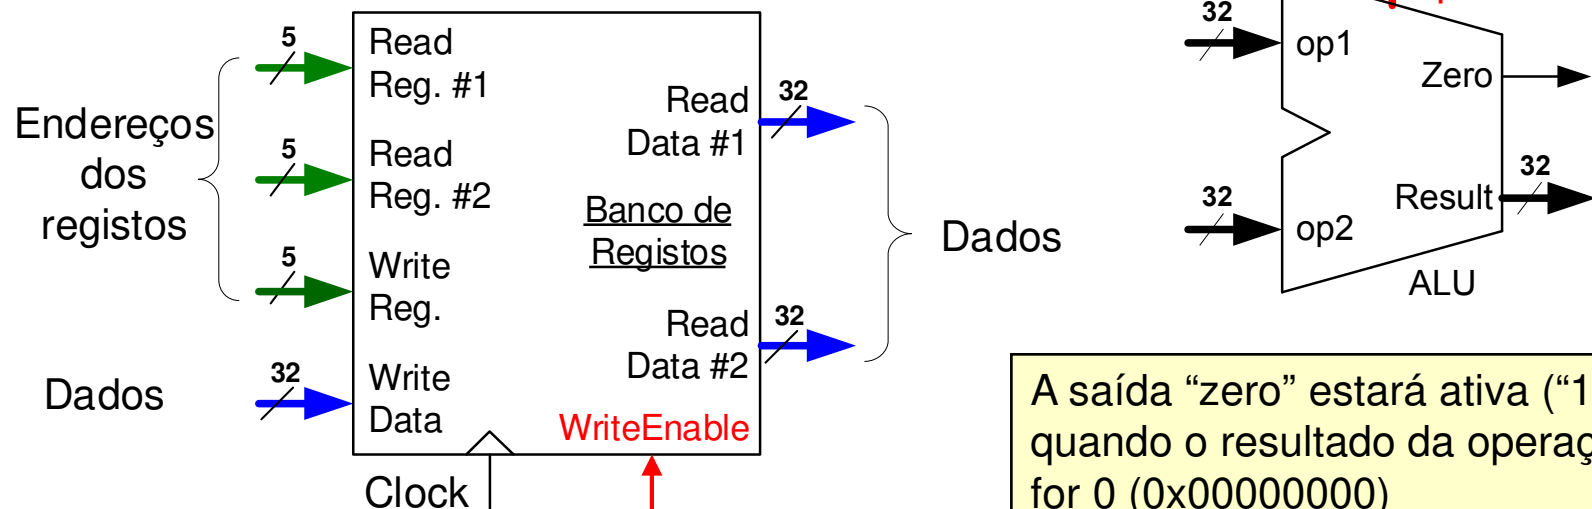 Endereços
dos
registos
Dados
5
5
5
32
Read
Reg. #1
Read
Reg. #2
Write
Reg.
Write
Data
Read
Data #1
Banco de
Registos
Read
Data #2
WriteEnable
Clock
32
32
Dados
32
op1
Zero
32
op2
Result
32
ALU
A saída “zero” estará ativa (“1
quando o resultado da
for 0 (0x00000000)